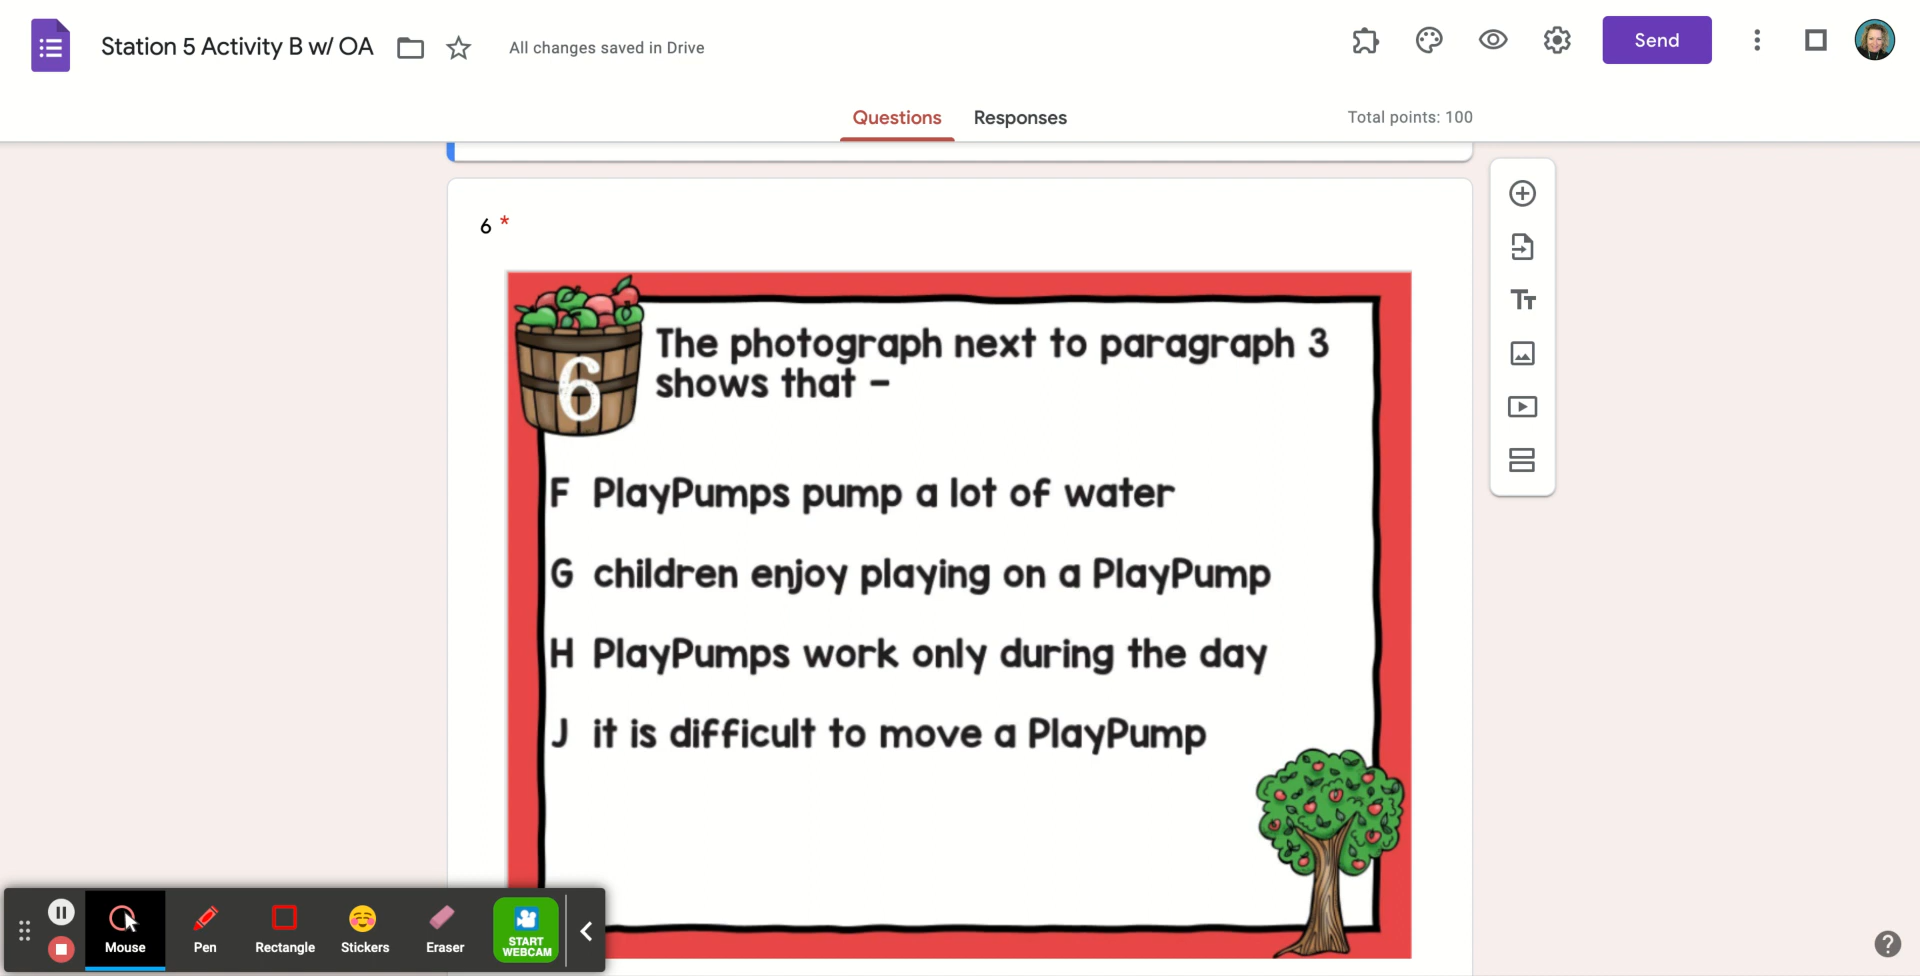 Station 5 Activity B w/ OA
All changes saved in Drive
Send
Questions
Responses
Total points: 100
6 *
6
The photograph next to paragraph 3
shows that –
F PlayPumps pump a lot of water
G children enjoy playing on a PlayPump
H PlayPumps work only during the day
J it is difficult to move a PlayPump
Mouse
Pen
Rectangle
Stickers
Eraser
START
WEBCAM